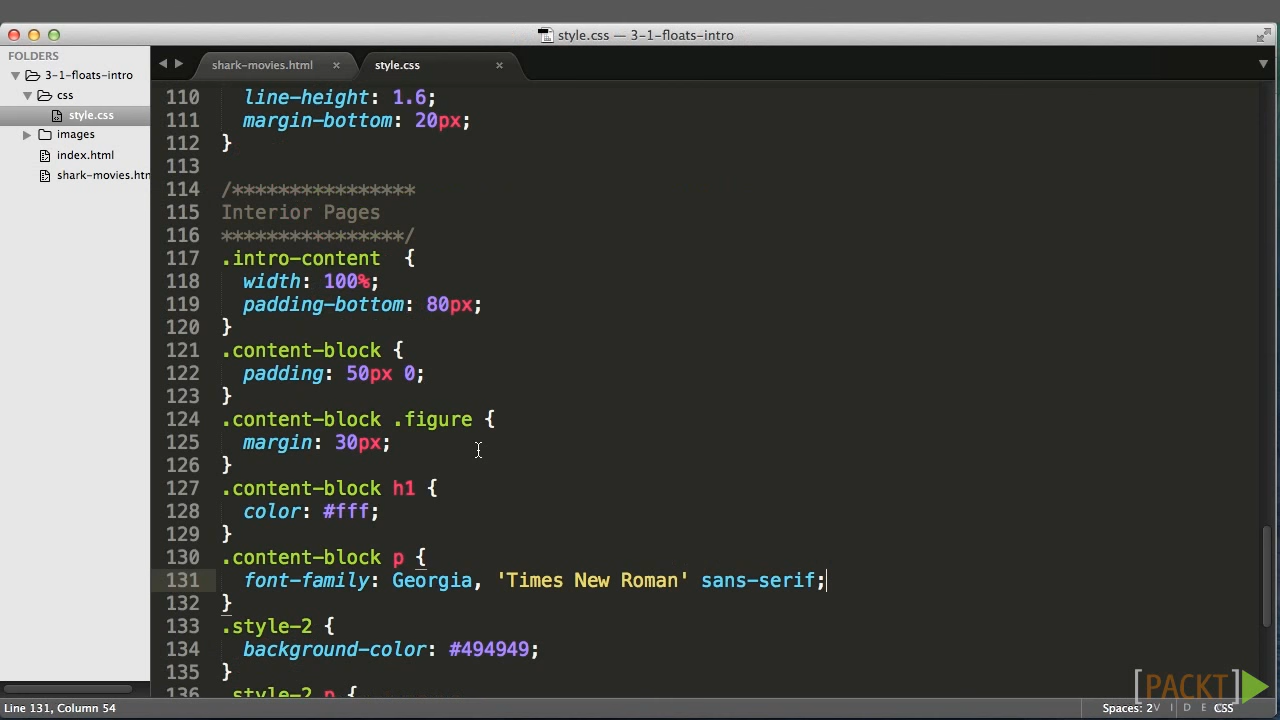 style.css — 3-1-floats-intro
FOLDERS
3-1-floats-intro
css
style.css
images
index.html
shark-movies.htm
shark-movies.html ×
style.css ×
110 line-height: 1.6;
111 margin-bottom: 20px;
112 }
113
114 /****************
115 Interior Pages
116 ****************/
117 .intro-content  {
118 width: 100%;
119 padding-bottom: 80px;
120 }
121 .content-block {
122 padding: 50px 0;
123 }
124 .content-block .figure {
125 margin: 30px;
126 }
127 .content-block h1 {
128 color: #fff;
129 }
130 .content-block p {
131 font-family: Georgia, 'Times New Roman' sans-serif;
132 }
133 .style-2 {
134 background-color: #494949;
135 }
136 .style-2 p {
[PACKT]
VIDEO
Line 131, Column 54
Spaces: 2
CSS